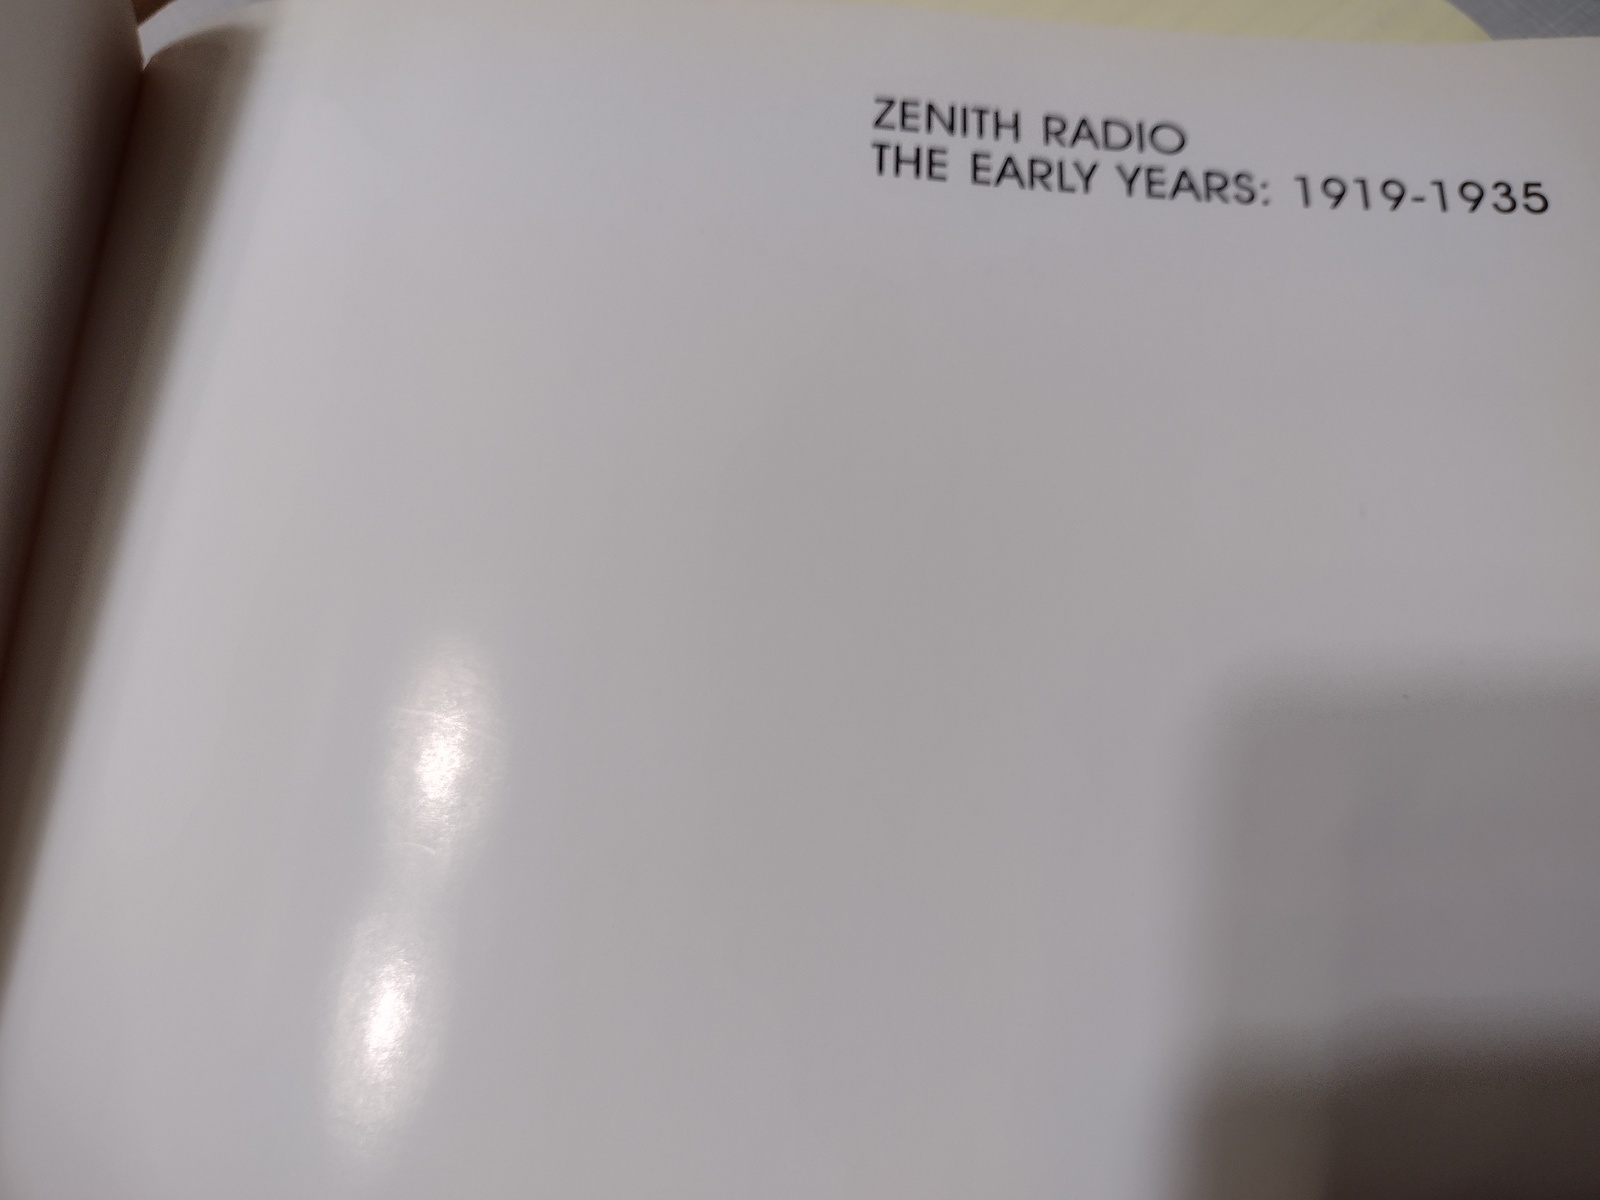 ZENITH RADIO
THE EARLY YEARS: 1919-1935